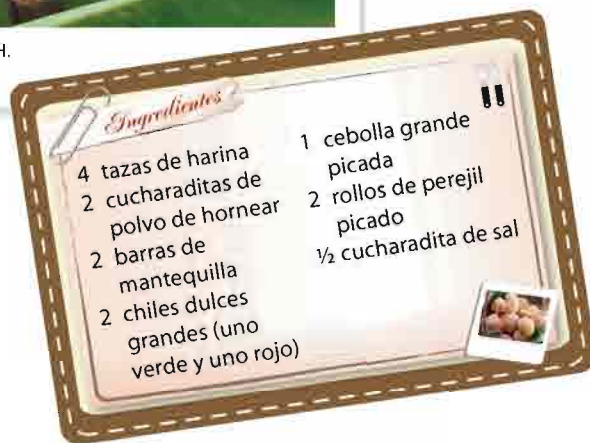 H.
Ingredientes
4 tazas de harina
2 cucharaditas de
polvo de hornear
2 barras de
mantequilla
2 chiles dulces
grandes (uno
verde y uno rojo)
1 cebolla grande
picada
2 rollos de perejil
picado
½ cucharadita de sal